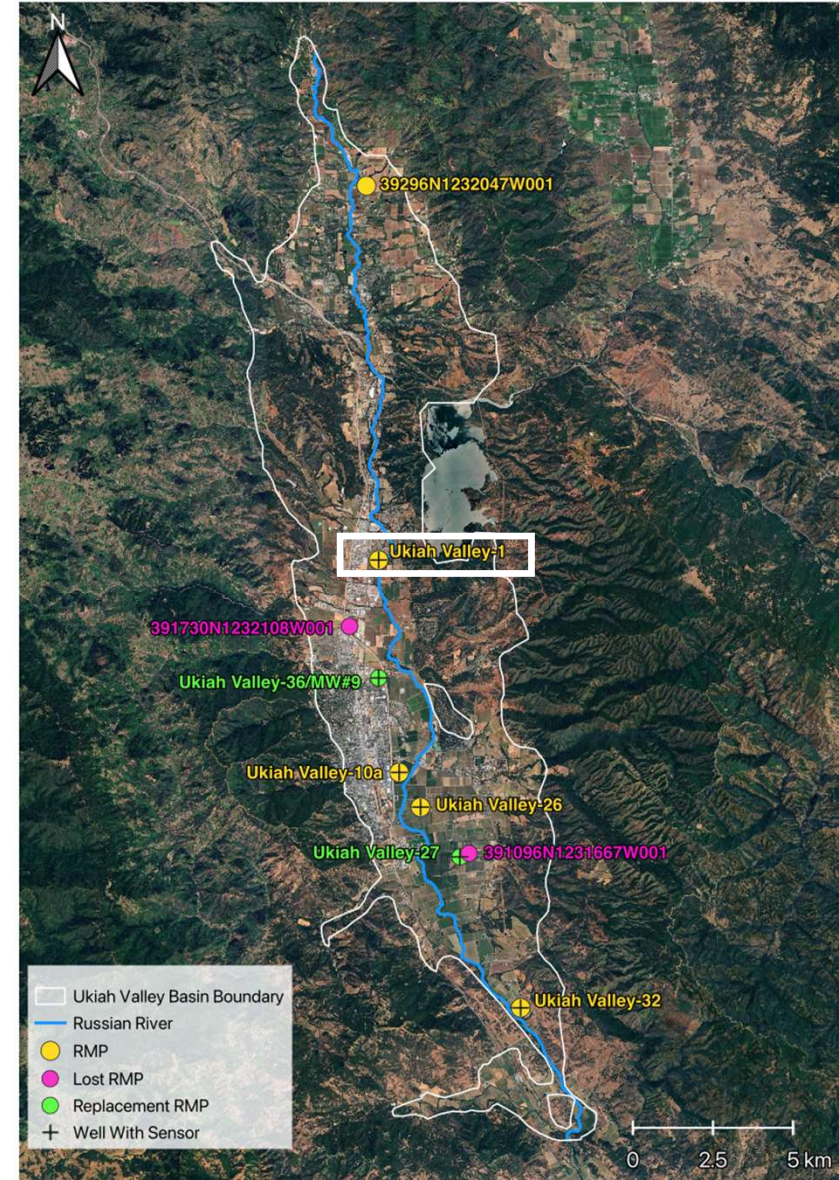 N
39296N1232047W001
Ukiah Valley-1
391730N1232108W001
Ukiah Valley-36/MW#9
Ukiah Valley-10a
Ukiah Valley-26
Ukiah Valley-27
391096N1231667W001
Ukiah Valley-32
Ukiah Valley Basin Boundary
Russian River
RMP
Lost RMP
Replacement RMP
Well With Sensor
0 2.5 5 km